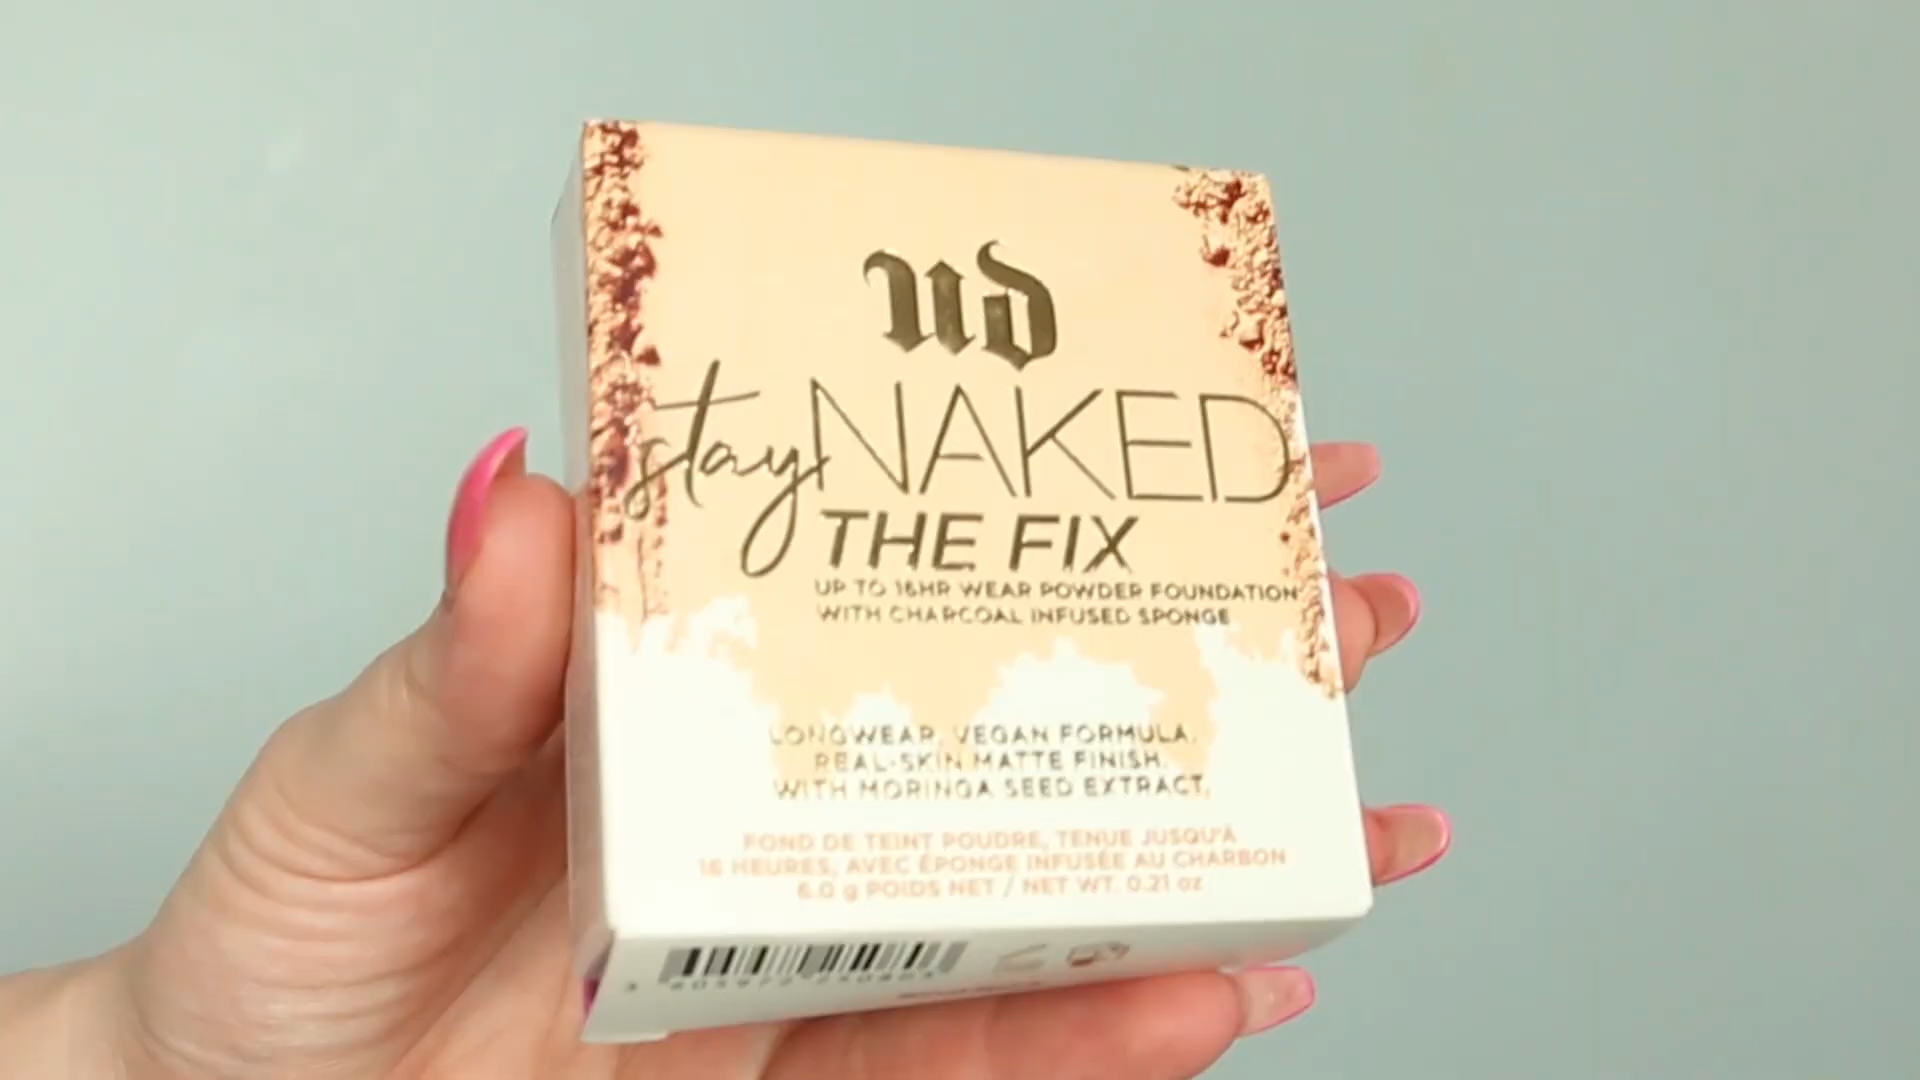 ud
stay NAKED
THE FIX
UP TO 16HR WEAR POWDER FOUNDATION
WITH CHARCOAL INFUSED SPONGE
LONGWEAR, VEGAN FORMULA.
REAL-SKIN MATTE FINISH.
WITH MORINGA SEED EXTRACT.
FOND DE TEINT POUDRE, TENUE JUSQU'À
16 HEURES, AVEC ÉPONGE INFUSÉE AU CHARBON
6.0 g POIDS NET / NET WT. 0.21 oz